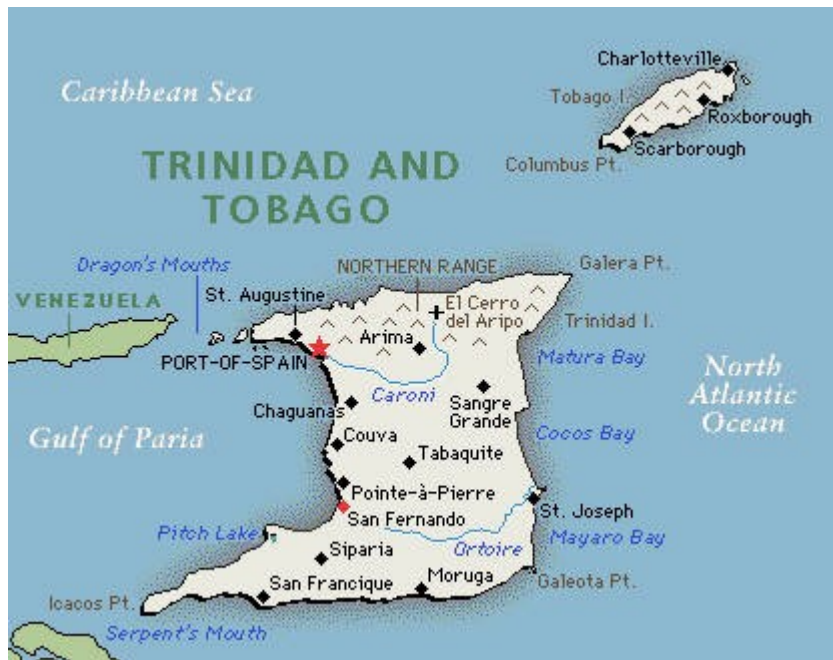 Charlotteville
Caribbean Sea
Tobago I.
Roxborough
Scarborough
Columbus Pt.
TRINIDAD AND
TOBAGO
Dragon's Mouths
NORTHERN RANGE
Galera Pt.
VENEZUELA
St. Augustine
El Cerro
del Aripo
Trinidad I.
Arima
PORT-OF-SPAIN
Matura Bay
North
Atlantic
Ocean
Caroni
Chaguanas
Sangre
Grande
Gulf of Paria
Couva
Cocos Bay
Tabaquite
Pointe-à-Pierre
San Fernando
St. Joseph
Pitch Lake
Siparia
Ortoire
Mayaro Bay
San Francique
Moruga
Galeota Pt.
Icacos Pt.
Serpent's Mouth